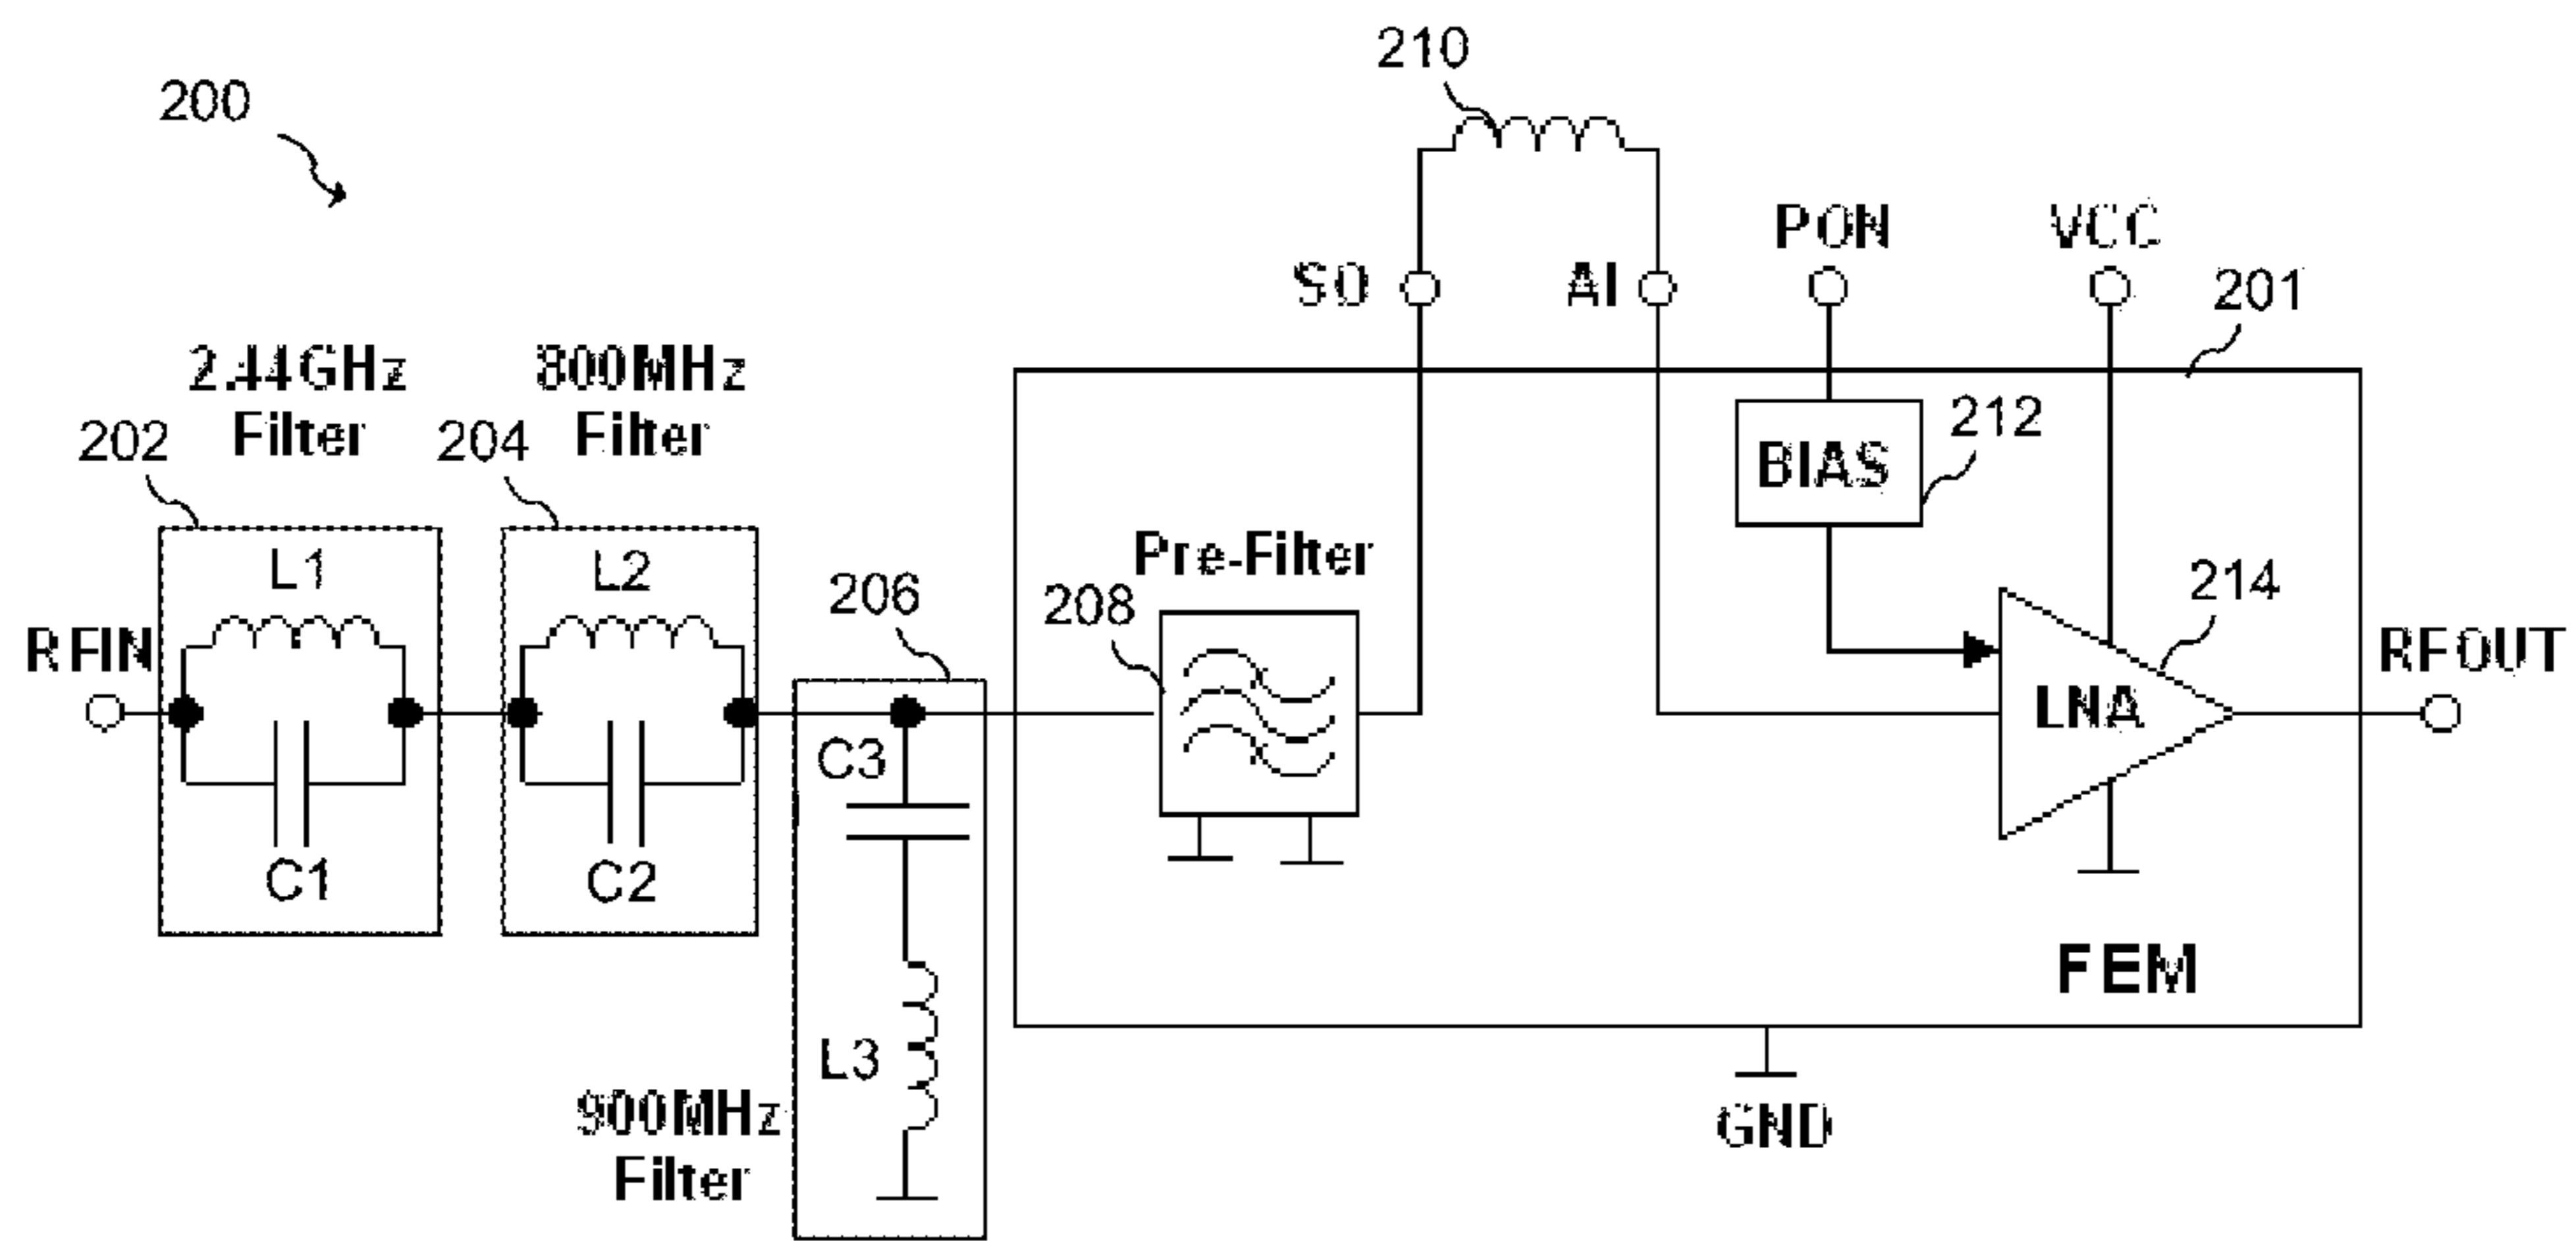 210
200
PON
VCC
SO
AI
201
2.44GHz
Filter
800MHz
Filter
202
204
212
BIAS
L1
L2
Pre-Filter
206
208
214
RFIN
RFOUT
LNA
C3
C1
C2
FEM
L3
900MHz
Filter
GND